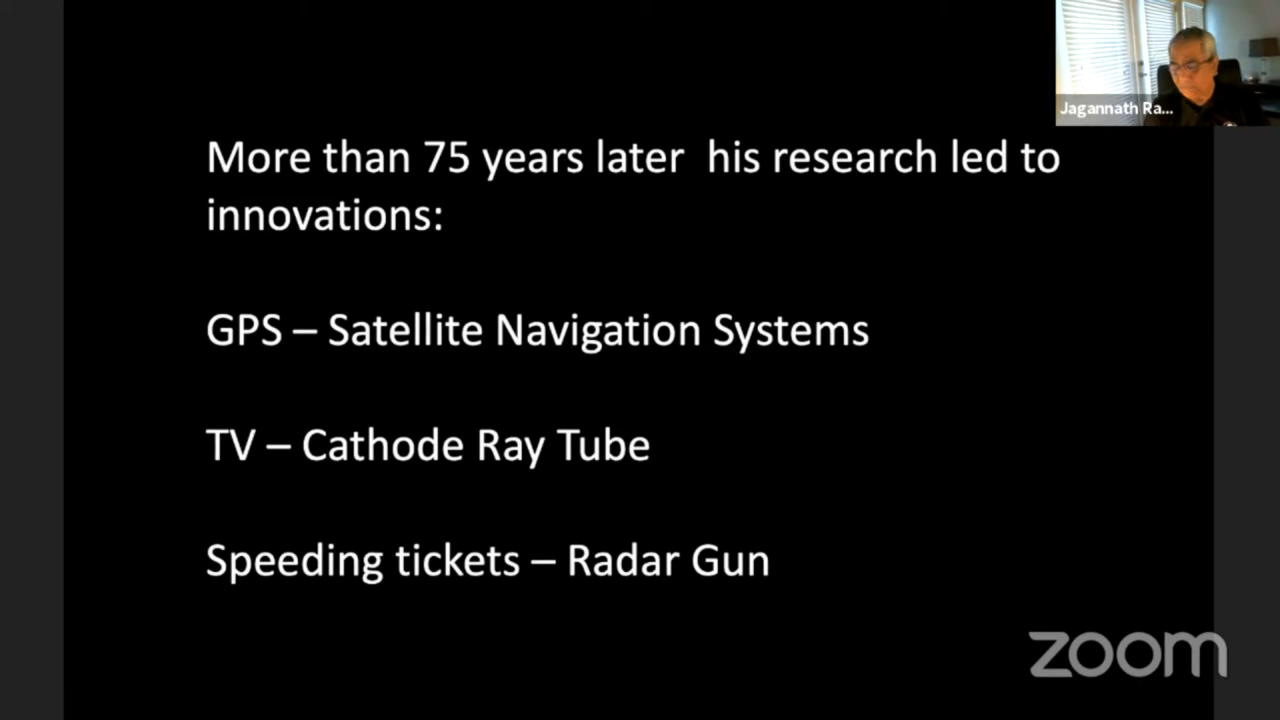 Jagannath Ra...
More than 75 years later his research led to
innovations:
GPS – Satellite Navigation Systems
TV – Cathode Ray Tube
Speeding tickets – Radar Gun
zoom